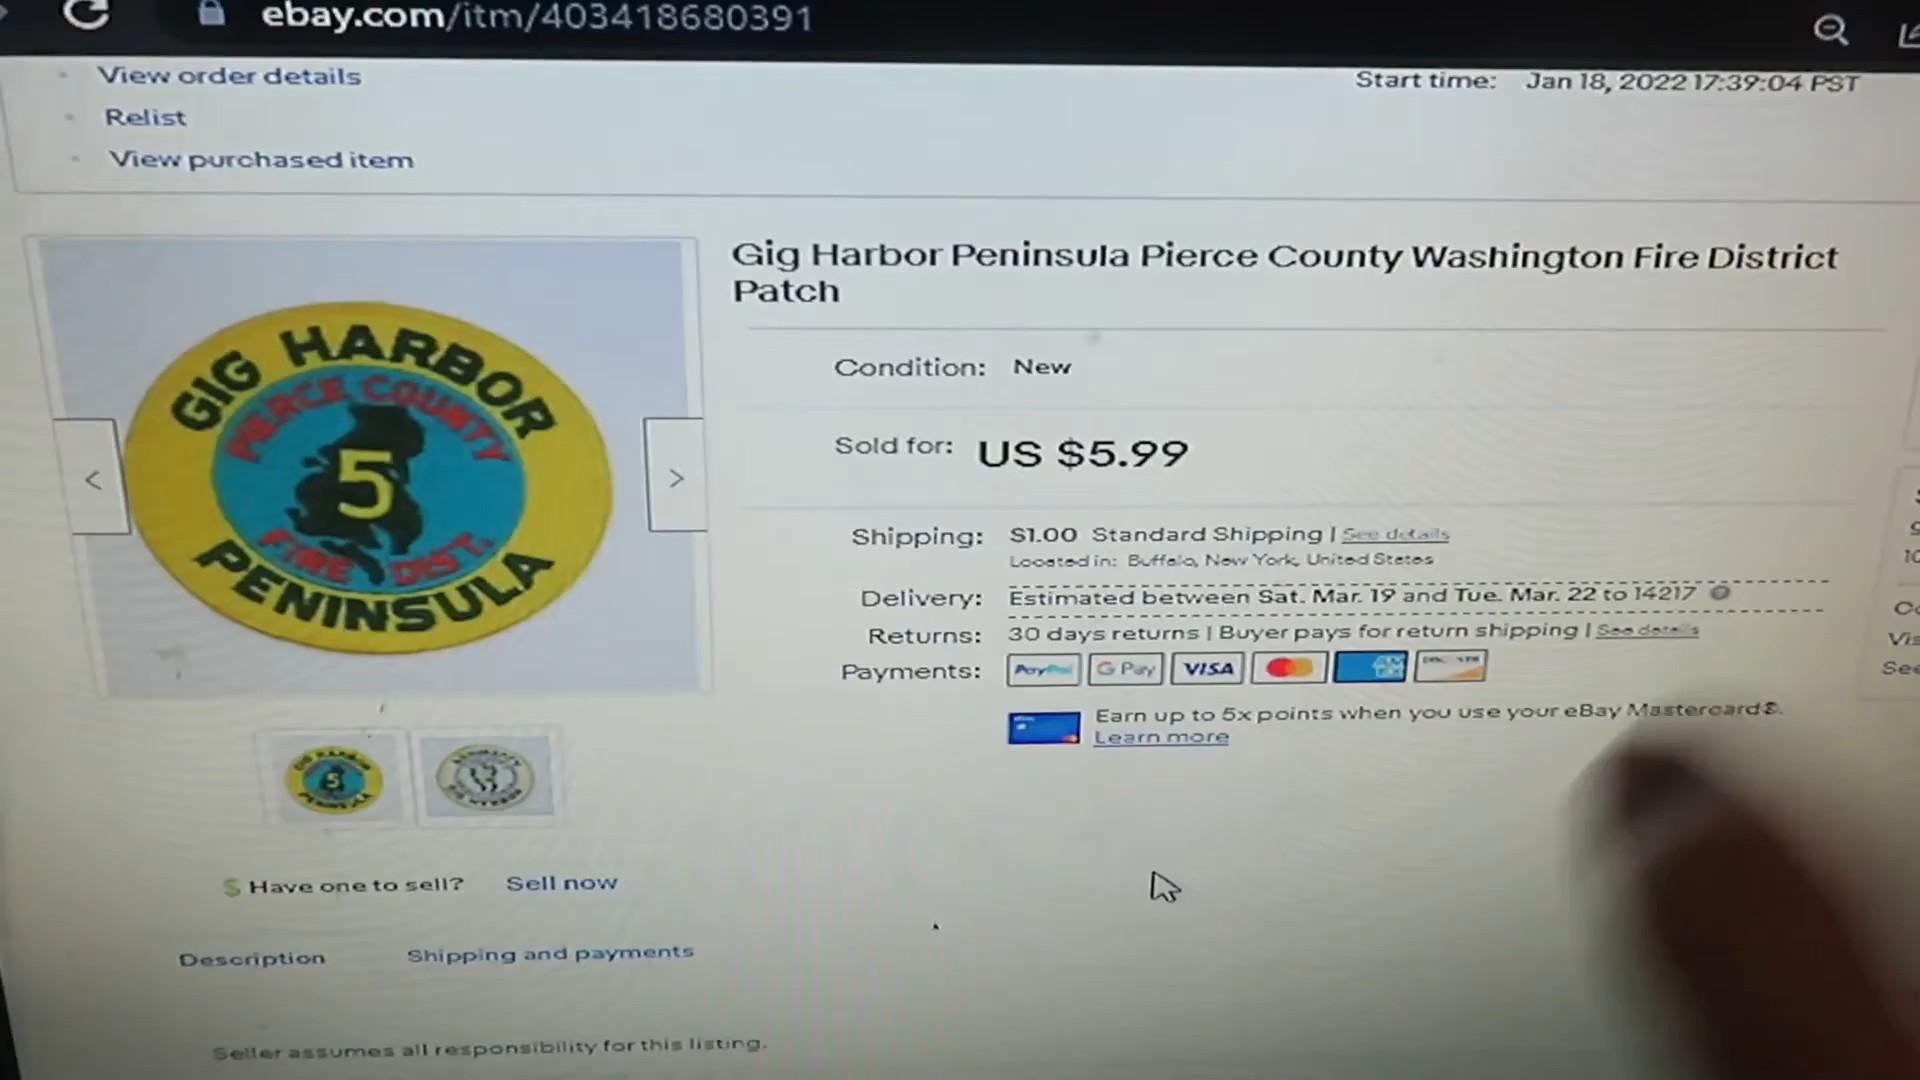 ebay.com/itm/403418680391
View order details
Start time: Jan 18, 2022 17:39:04 PST
Relist
View purchased item
Gig Harbor Peninsula Pierce County Washington Fire District
Patch
GIG HARBOR
PIERCE COUNTY
5
FIRE DIST.
PENINSULA
<
>
Condition: New
Sold for: US $5.99
Shipping: $1.00 Standard Shipping | See details
Located in: Buffalo, New York, United States
Delivery: Estimated between Sat. Mar. 19 and Tue. Mar. 22 to 14217
Returns: 30 days returns | Buyer pays for return shipping | See details
Payments: PayPal G Pay VISA
DISCOVER
Earn up to 5x points when you use your eBay Mastercard®.
Learn more
GIG HARBOR
5
PENINSULA
$ Have one to sell? Sell now
Description Shipping and payments
Seller assumes all responsibility for this listing.